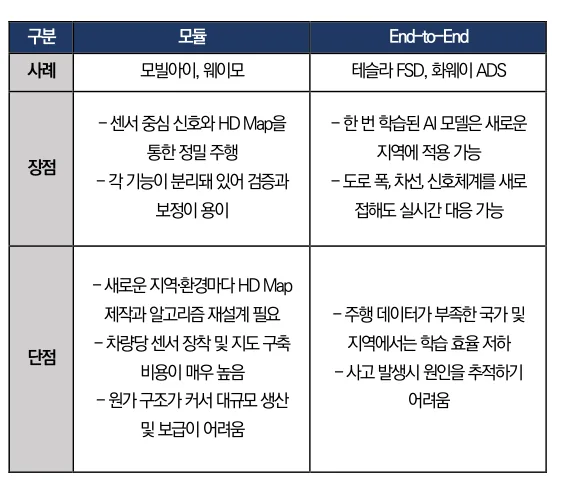 구분
모듈
End-to-End
사례
모빌아이, 웨이모
테슬라 FSD, 화웨이 ADS
장점
- 센서 중심 신호와 HD Map을
통한 정밀 주행
- 각 기능이 분리돼 있어 검증과
보정이 용이
- 한 번 학습된 AI 모델은 새로운
지역에 적용 가능
- 도로 폭, 차선, 신호체계를 새로
접해도 실시간 대응 가능
단점
- 새로운 지역·환경마다 HD Map
제작과 알고리즘 재설계 필요
- 차량당 센서 장착 및 지도 구축
비용이 매우 높음
- 원가 구조가 커서 대규모 생산
및 보급이 어려움
- 주행 데이터가 부족한 국가 및
지역에서는 학습 효율 저하
- 사고 발생시 원인을 추적하기
어려움